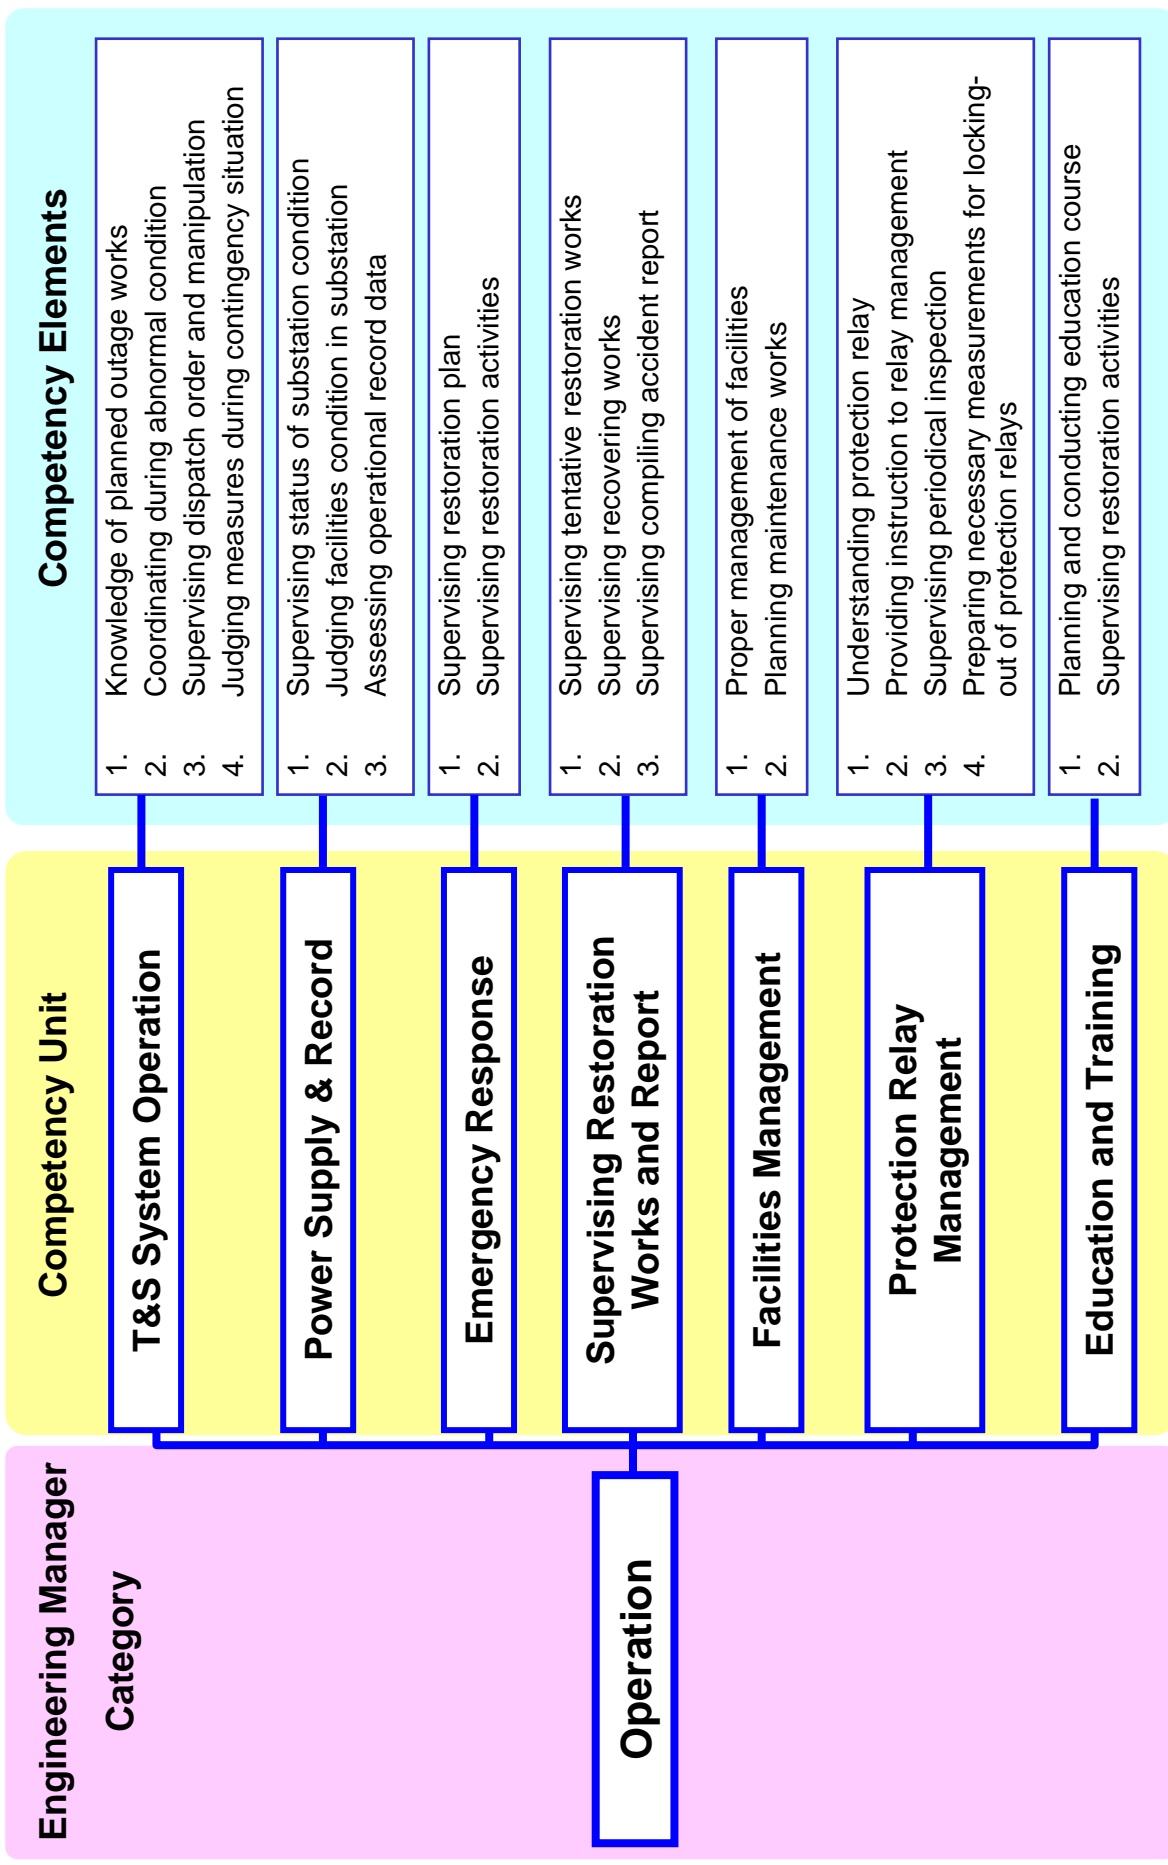 Engineering Manager
Category
Competency Unit
Competency Elements
Operation
T&S System Operation
1. Knowledge of planned outage works
2. Coordinating during abnormal condition
3. Supervising dispatch order and manipulation
4. Judging measures during contingency situation
Power Supply & Record
1. Supervising status of substation condition
2. Judging facilities condition in substation
3. Assessing operational record data
Emergency Response
1. Supervising restoration plan
2. Supervising restoration activities
Supervising Restoration
Works and Report
1. Supervising tentative restoration works
2. Supervising recovering works
3. Supervising compiling accident report
Facilities Management
1. Proper management of facilities
2. Planning maintenance works
Protection Relay
Management
1. Understanding protection relay
2. Providing instruction to relay management
3. Supervising periodical inspection
4. Preparing necessary measurements for locking-
out of protection relays
Education and Training
1. Planning and conducting education course
2. Supervising restoration activities